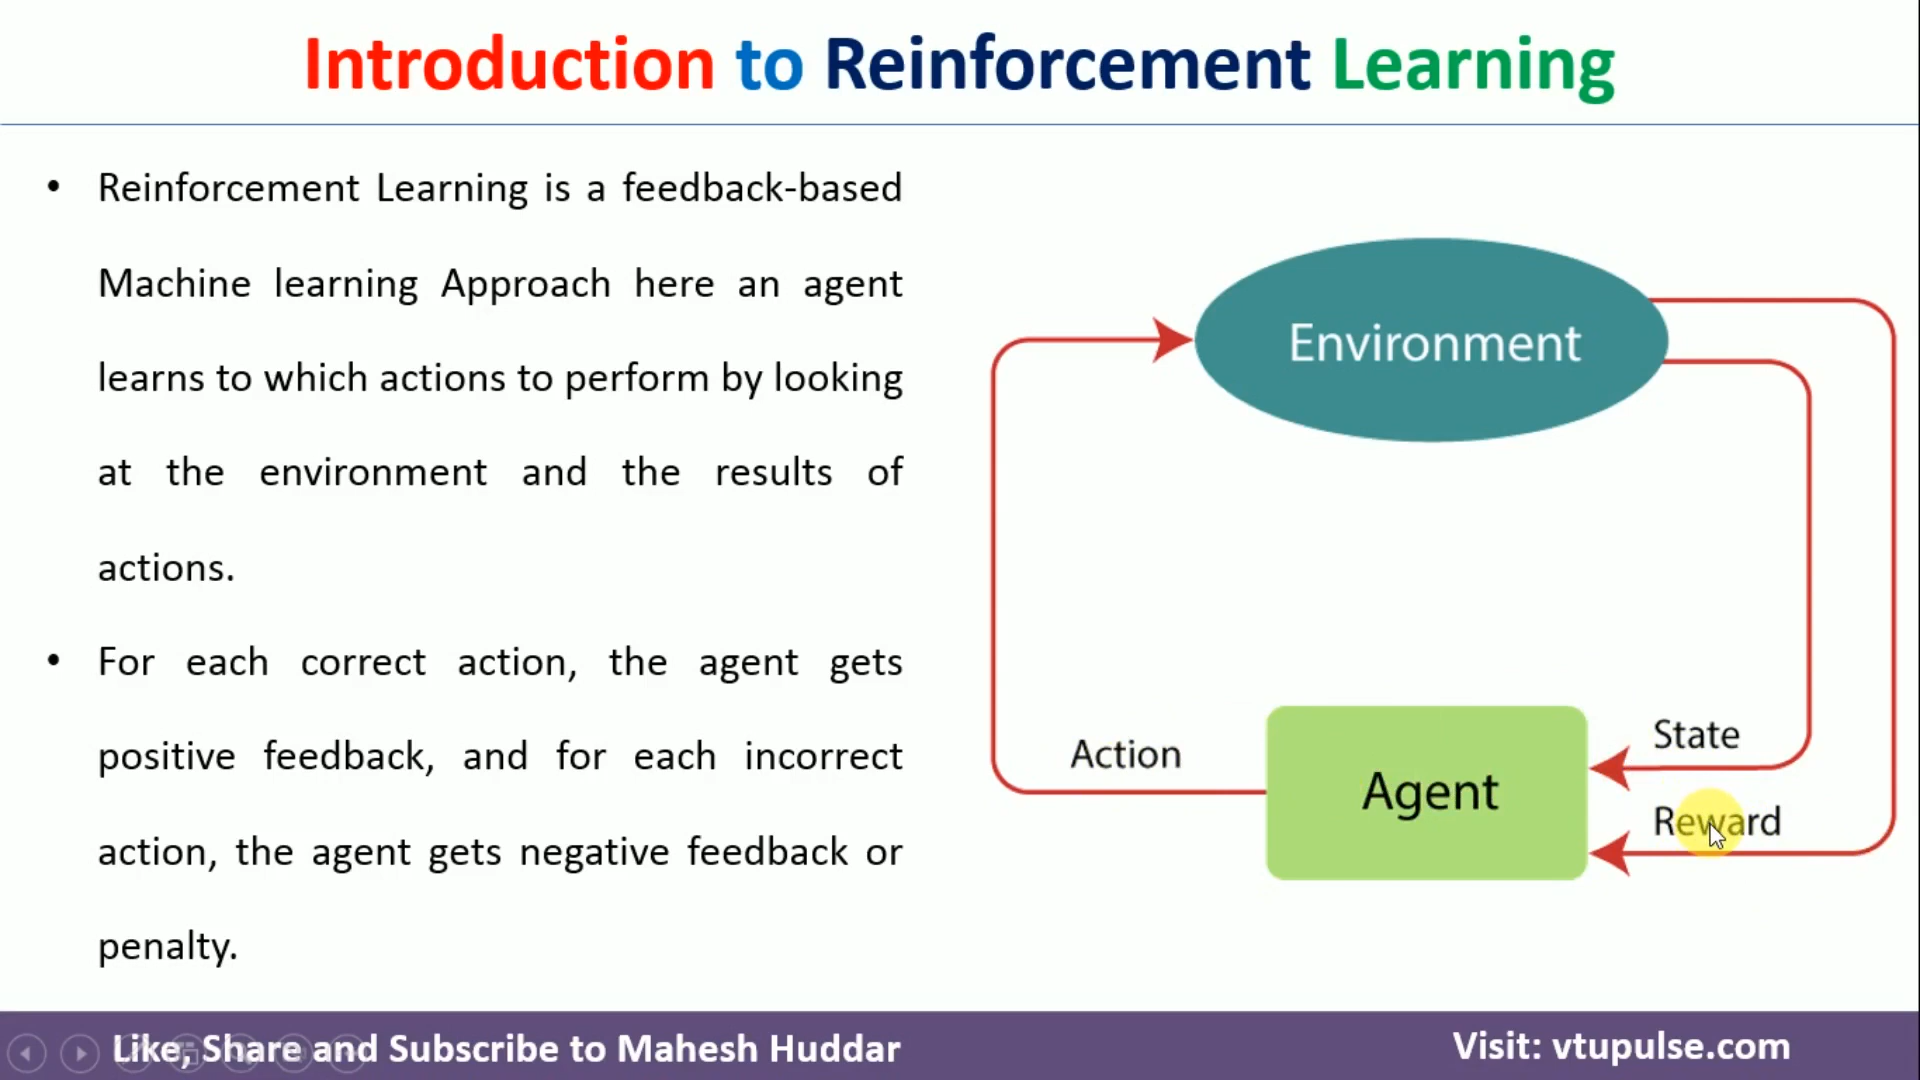 Introduction to Reinforcement Learning
• Reinforcement Learning is a feedback-based
Machine learning Approach here an agent
learns to which actions to perform by looking
at the environment and the results of
actions.
• For each correct action, the agent gets
positive feedback, and for each incorrect
action, the agent gets negative feedback or
penalty.
Environment
Action
Agent
State
Reward
Like, Share and Subscribe to Mahesh Huddar
Visit: vtupulse.com